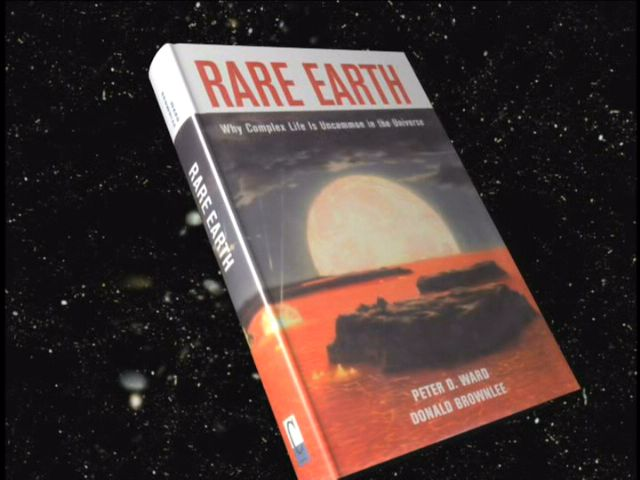 RARE EARTH
Why Complex Life Is Uncommon in the Universe
RARE EARTH
PETER D. WARD
DONALD BROWNLEE